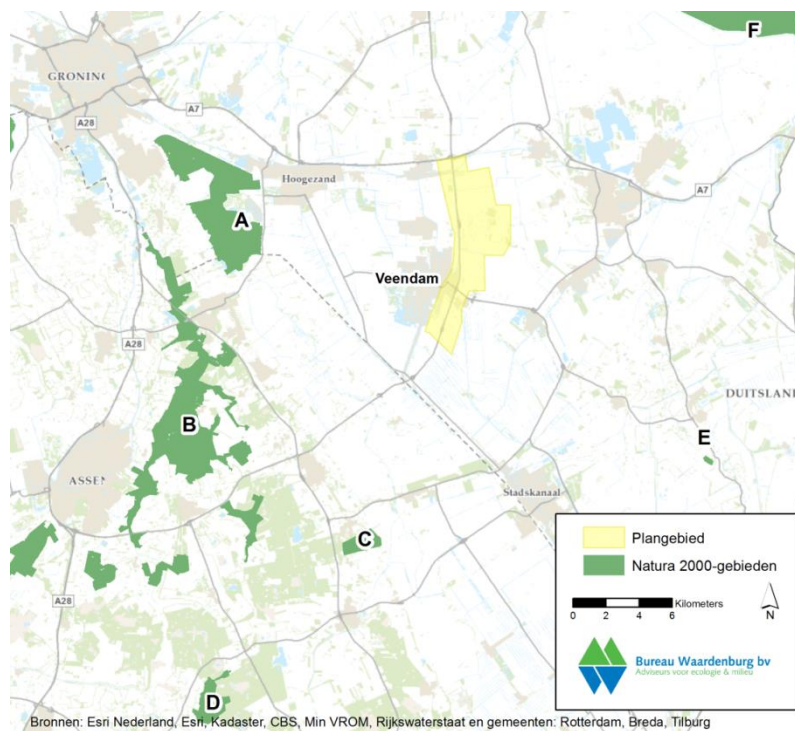 F
GRONINC
A7
A28
Hoogezand
A
A7
Veendam
A28
DUITSLANI
B
E
ASSEN
Stadskanaal
C
Plangebied
Natura 2000-gebieden
0 2 4 6 Kilometers
N
A28
Bureau Waardenburg bv
Adviseurs voor ecologie & milieu
D
Bronnen: Esri Nederland, Esri, Kadaster, CBS, Min VROM, Rijkswaterstaat en gemeenten: Rotterdam, Breda, Tilburg